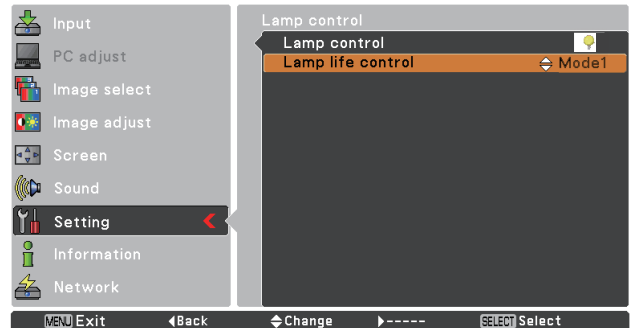 Input
PC adjust
Image select
Image adjust
Screen
Sound
Setting
Information
Network
Lamp control
Lamp control
Lamp life control Mode1
MENU Exit Back Change ----- SELECT Select